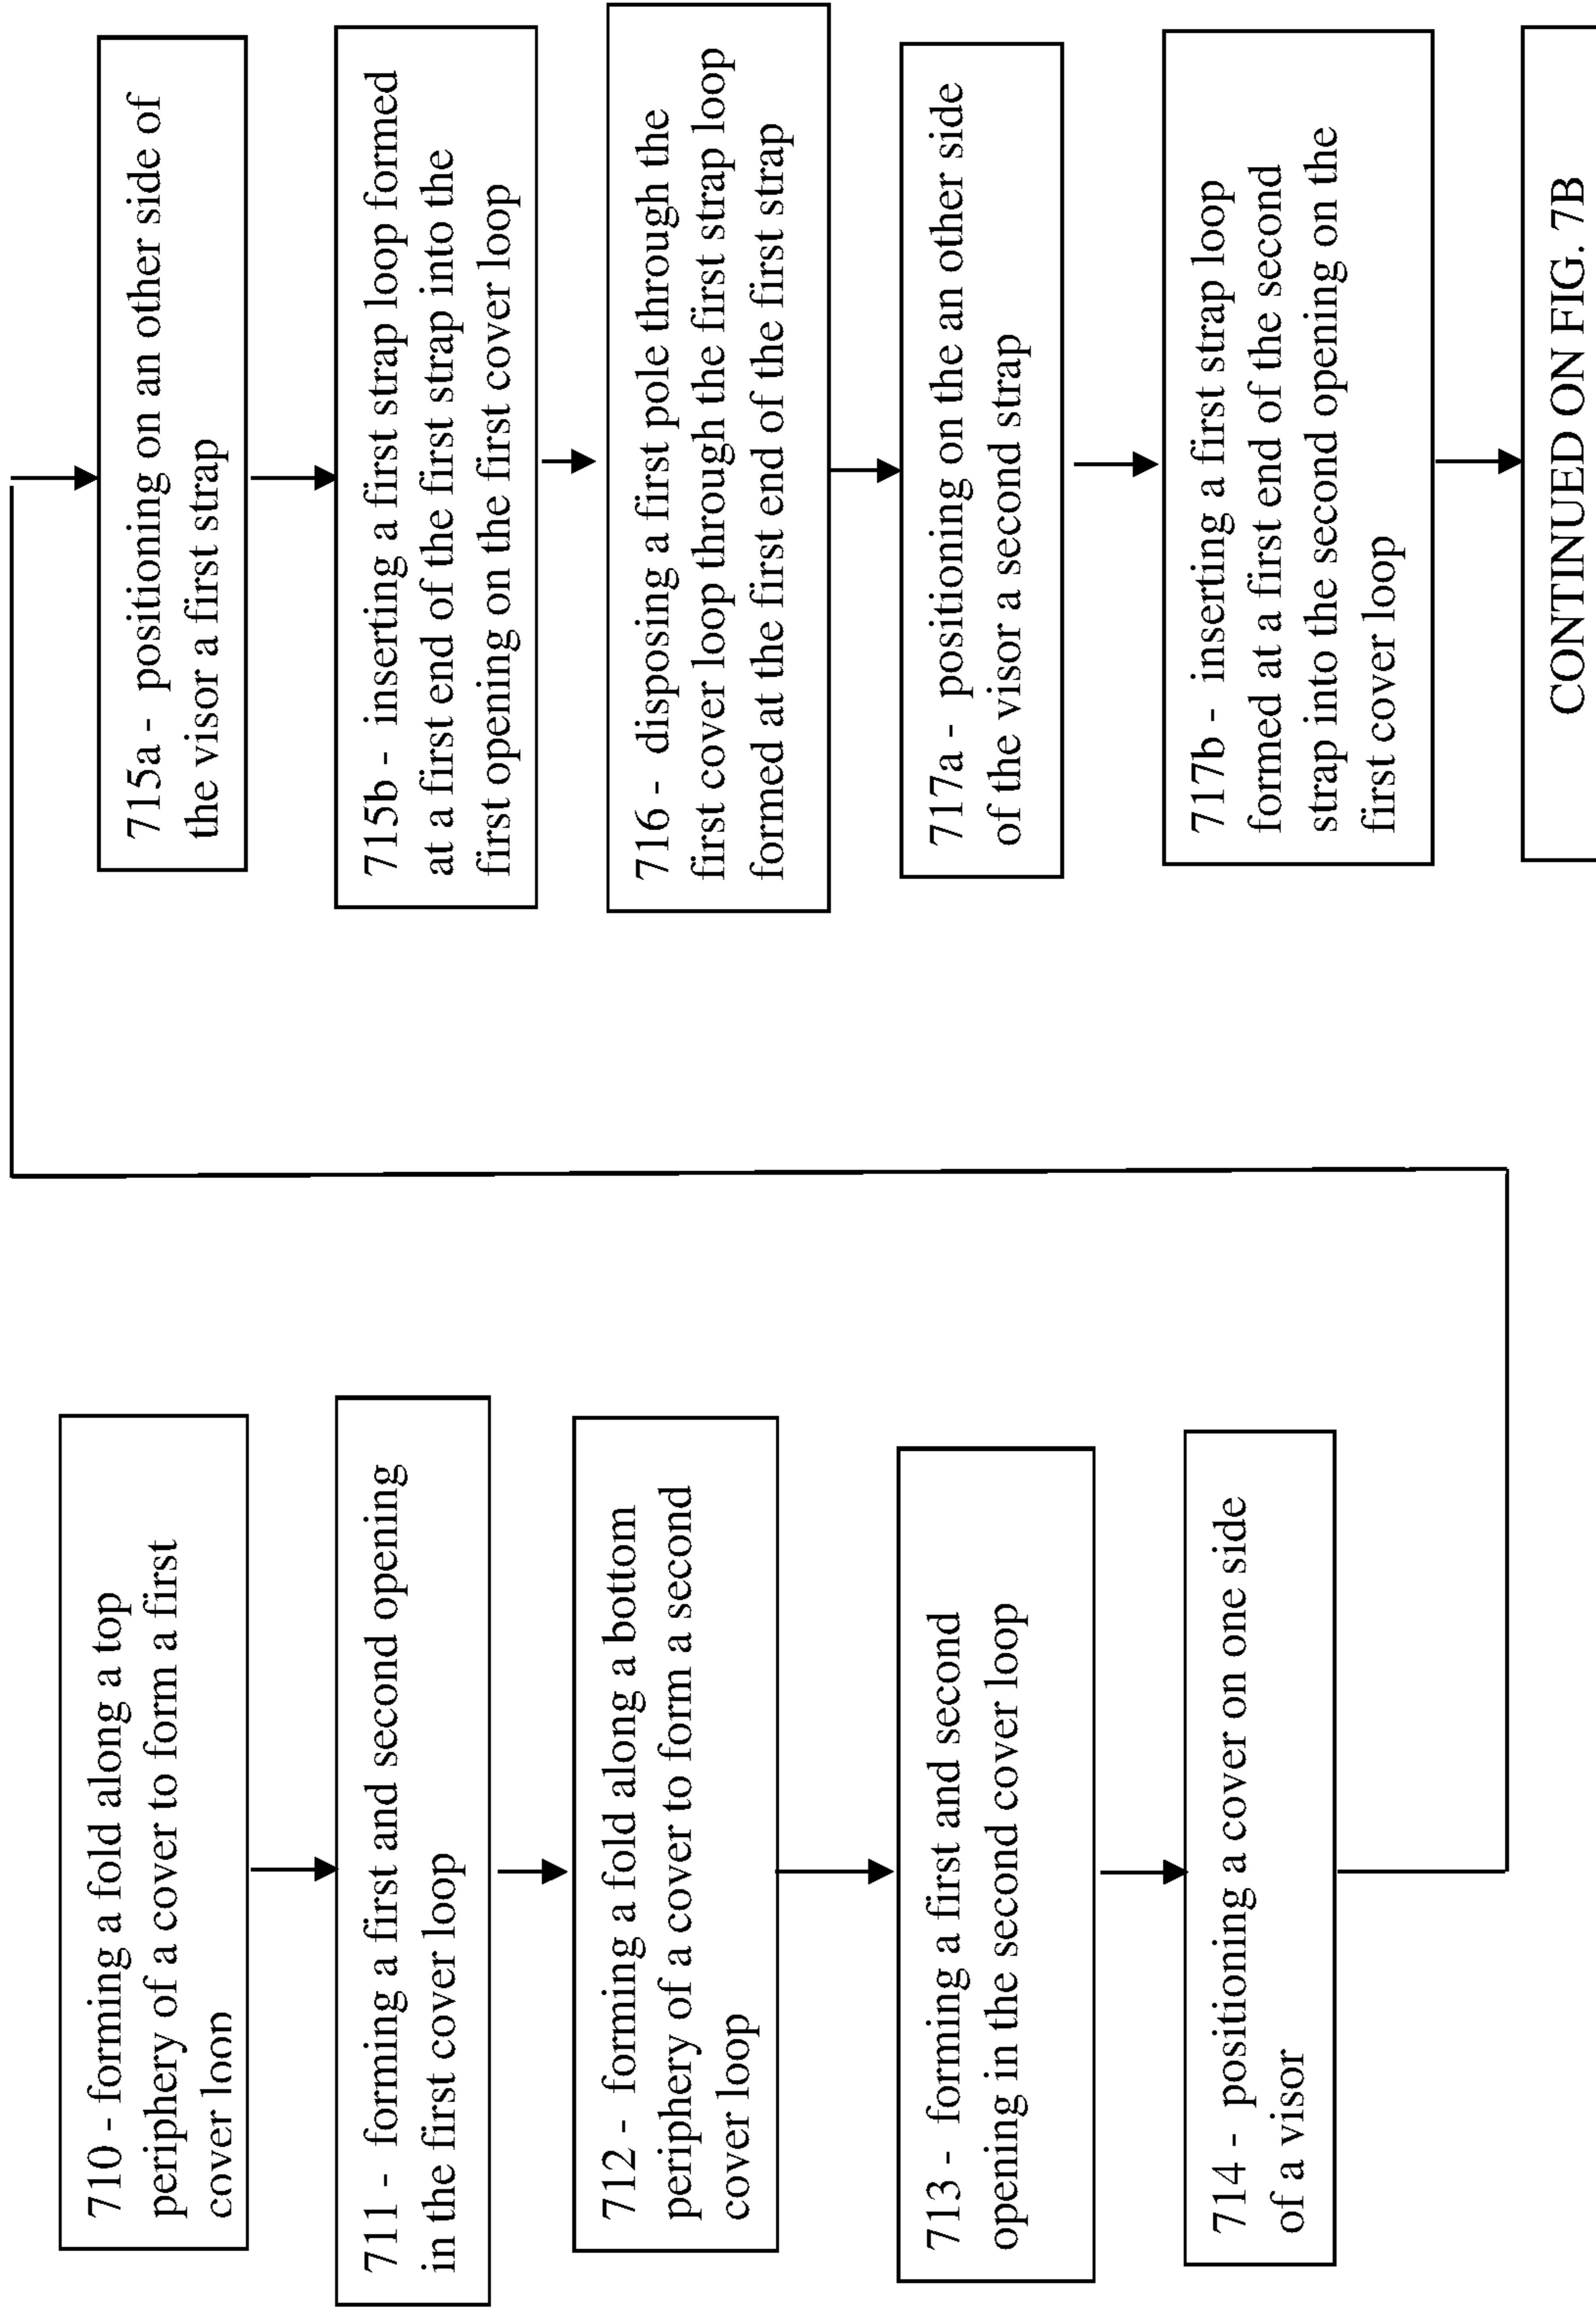 710 - forming a fold along a top
periphery of a cover to form a first
cover loop
711 - forming a first and second opening
in the first cover loop
712 - forming a fold along a bottom
periphery of a cover to form a second
cover loop
713 - forming a first and second
opening in the second cover loop
714 - positioning a cover on one side
of a visor
715a - positioning on an other side of
the visor a first strap
715b - inserting a first strap loop formed
at a first end of the first strap into the
first opening on the first cover loop
716 - disposing a first pole through the
first cover loop through the first strap loop
formed at the first end of the first strap
717a - positioning on the an other side
of the visor a second strap
717b - inserting a first strap loop
formed at a first end of the second
strap into the second opening on the
first cover loop
CONTINUED ON FIG. 7B